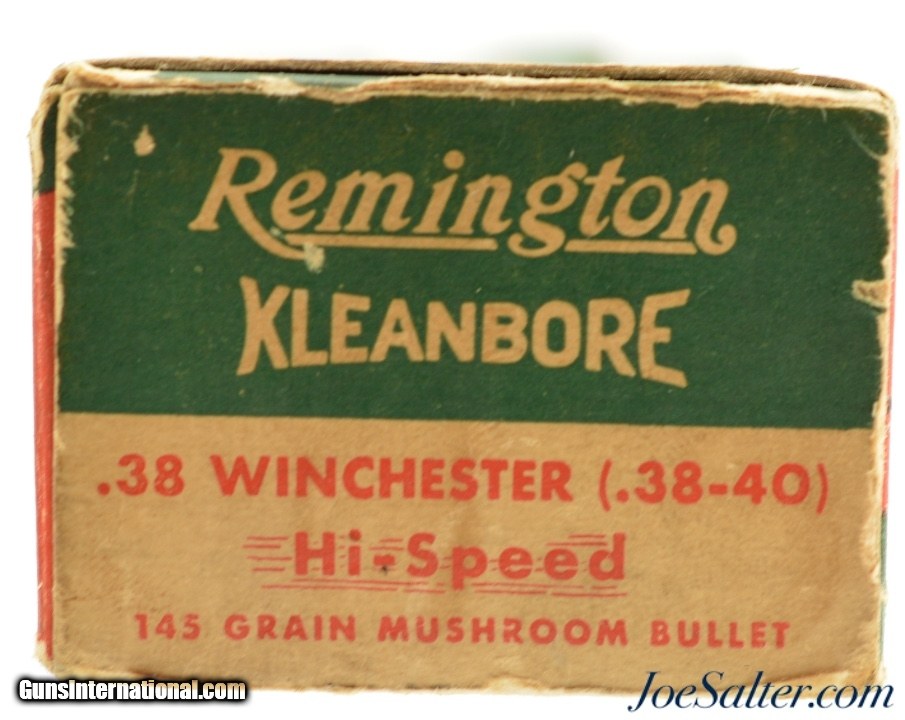 Remington
KLEANBORE
.38 WINCHESTER (.38-40)
Hi-Speed
145 GRAIN MUSHROOM BULLET
GunsInternational.com
JoeSalter.com